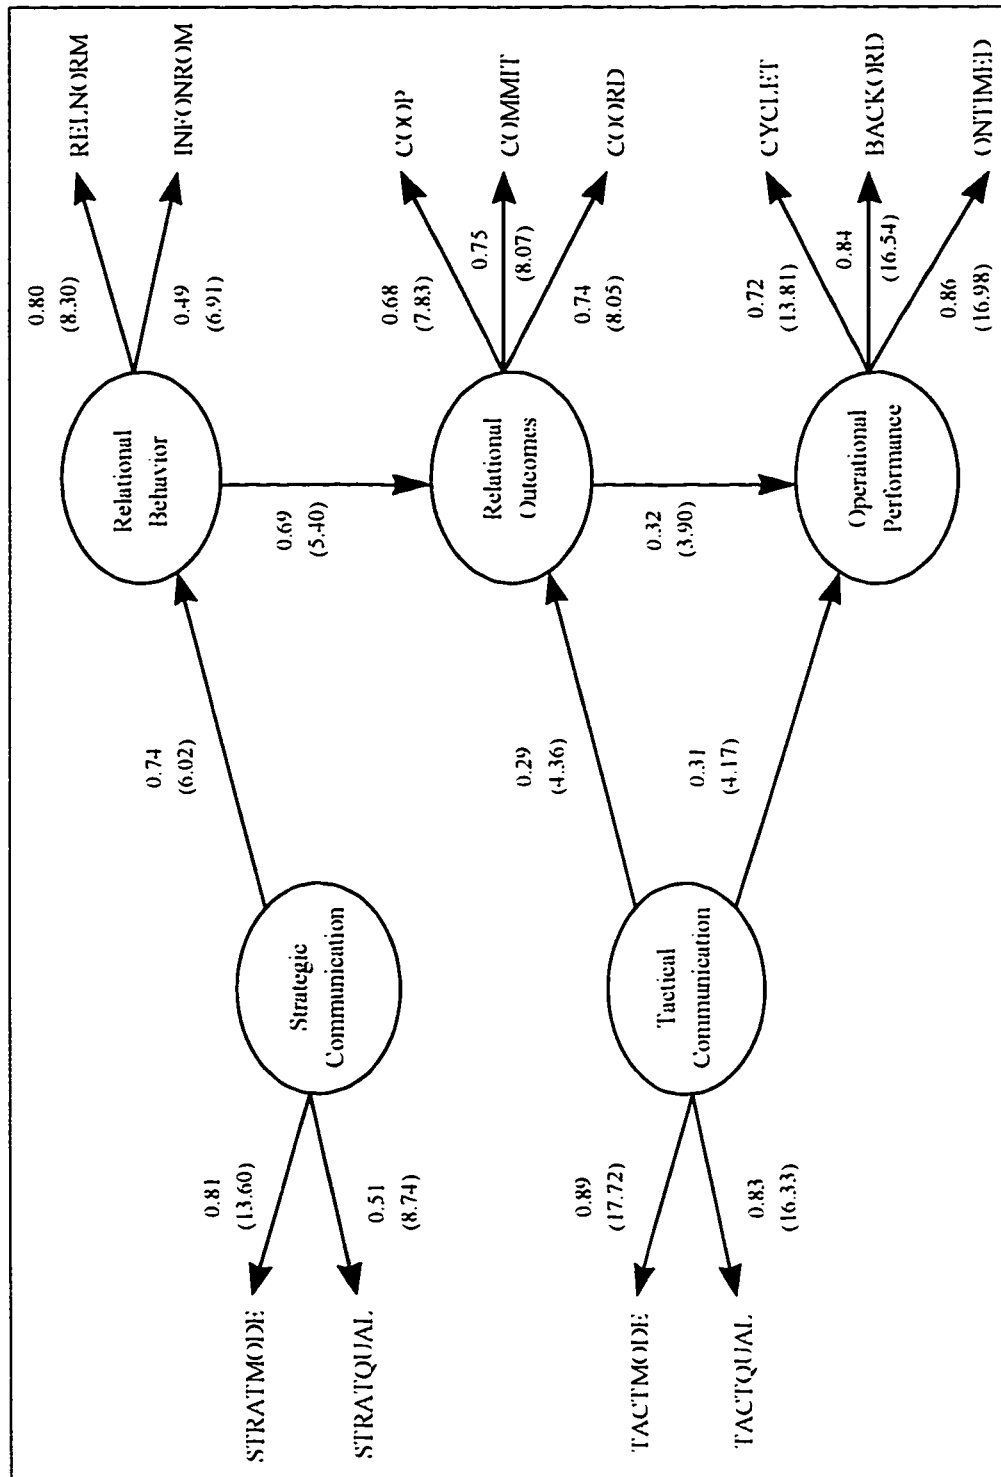 RELNORM
INFONROM
0.80
(8.30)
0.49
(6.91)
Relational
Behavior
COOP
COMMIT
COORD
0.68
(7.83)
0.75
(8.07)
0.74
(8.05)
0.69
(5.40)
Relational
Outcomes
CYCLET
BACKORD
ONTIMED
0.72
(13.81)
0.84
(16.54)
0.86
(16.98)
0.32
(3.90)
Operational
Performance
0.74
(6.02)
0.29
(4.36)
0.31
(4.17)
Strategic
Communication
Tactical
Communication
0.81
(13.60)
0.51
(8.74)
0.89
(17.72)
0.83
(16.33)
STRATMODE
STRATQUAL
TACTMODE
TACTQUAL